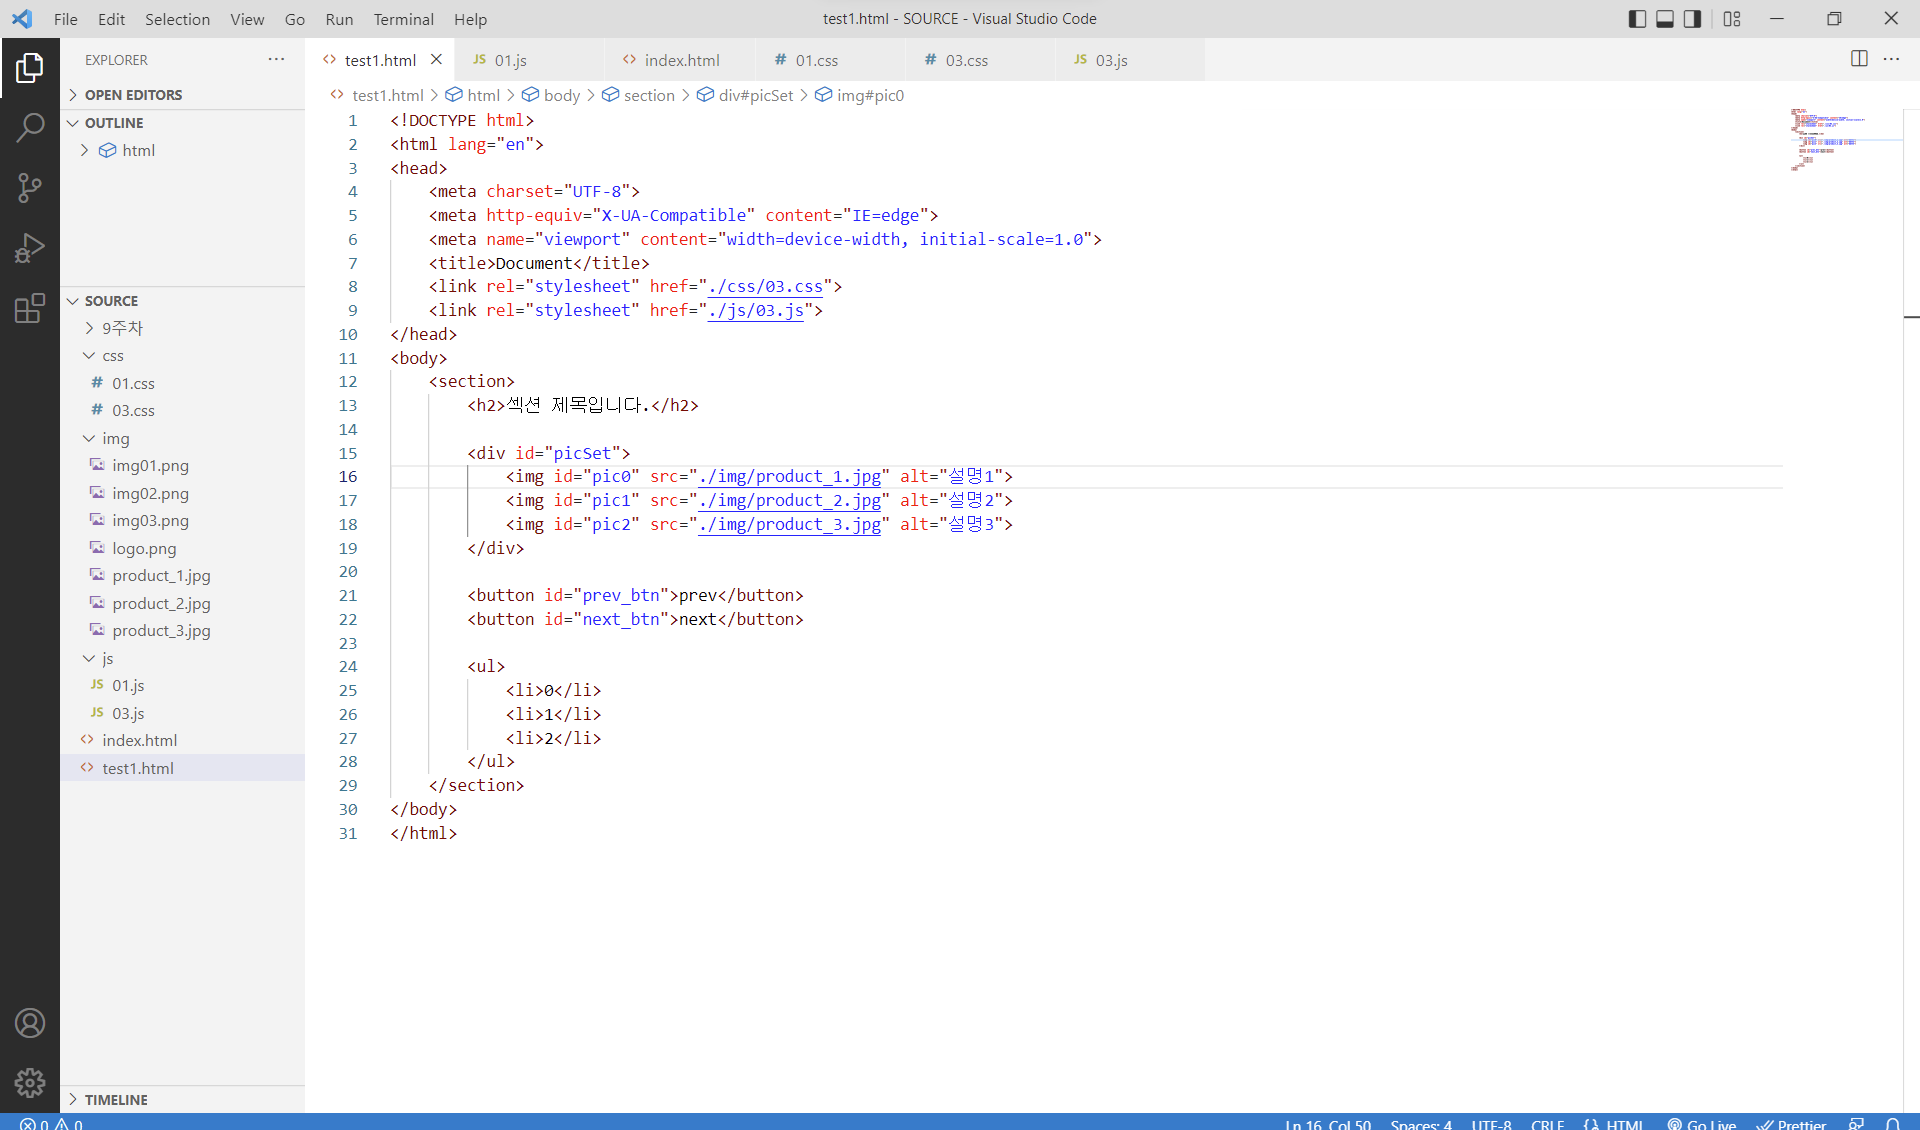 File Edit Selection View Go Run Terminal Help
test1.html - SOURCE - Visual Studio Code
EXPLORER
OPEN EDITORS
OUTLINE
html
SOURCE
9주차
css
# 01.css
# 03.css
img
img01.png
img02.png
img03.png
logo.png
product_1.jpg
product_2.jpg
product_3.jpg
js
JS 01.js
JS 03.js
<> index.html
<> test1.html
TIMELINE
<> test1.html JS 01.js <> index.html # 01.css # 03.css JS 03.js
<> test1.html > html > body > section > div#picSet > img#pic0
1 <!DOCTYPE html>
2 <html lang="en">
3 <head>
4     <meta charset="UTF-8">
5     <meta http-equiv="X-UA-Compatible" content="IE=edge">
6     <meta name="viewport" content="width=device-width, initial-scale=1.0">
7     <title>Document</title>
8     <link rel="stylesheet" href="./css/03.css">
9     <link rel="stylesheet" href="./js/03.js">
10 </head>
11 <body>
12     <section>
13         <h2>섹션 제목입니다.</h2>
14
15         <div id="picSet">
16             <img id="pic0" src="./img/product_1.jpg" alt="설명1">
17             <img id="pic1" src="./img/product_2.jpg" alt="설명2">
18             <img id="pic2" src="./img/product_3.jpg" alt="설명3">
19         </div>
20
21         <button id="prev_btn">prev</button>
22         <button id="next_btn">next</button>
23
24         <ul>
25             <li>0</li>
26             <li>1</li>
27             <li>2</li>
28         </ul>
29     </section>
30 </body>
31 </html>
0 0 Ln 16, Col 50 Spaces: 4 UTF-8 CRLF {} HTML Go Live Prettier